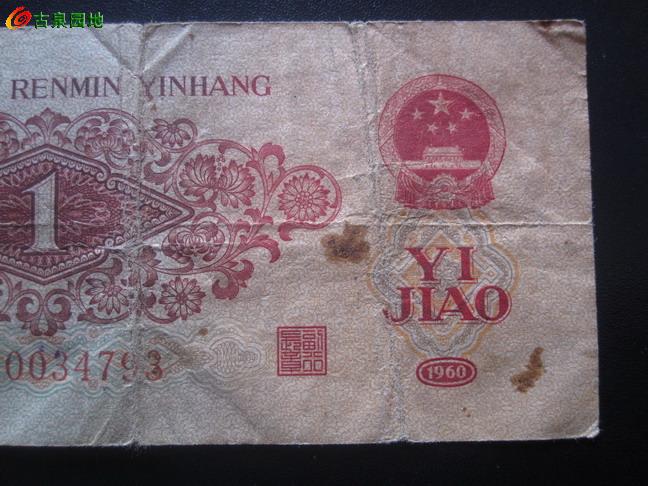 古泉园地
RENMIN YINHANG
1
YI
JIAO
0034793
1960